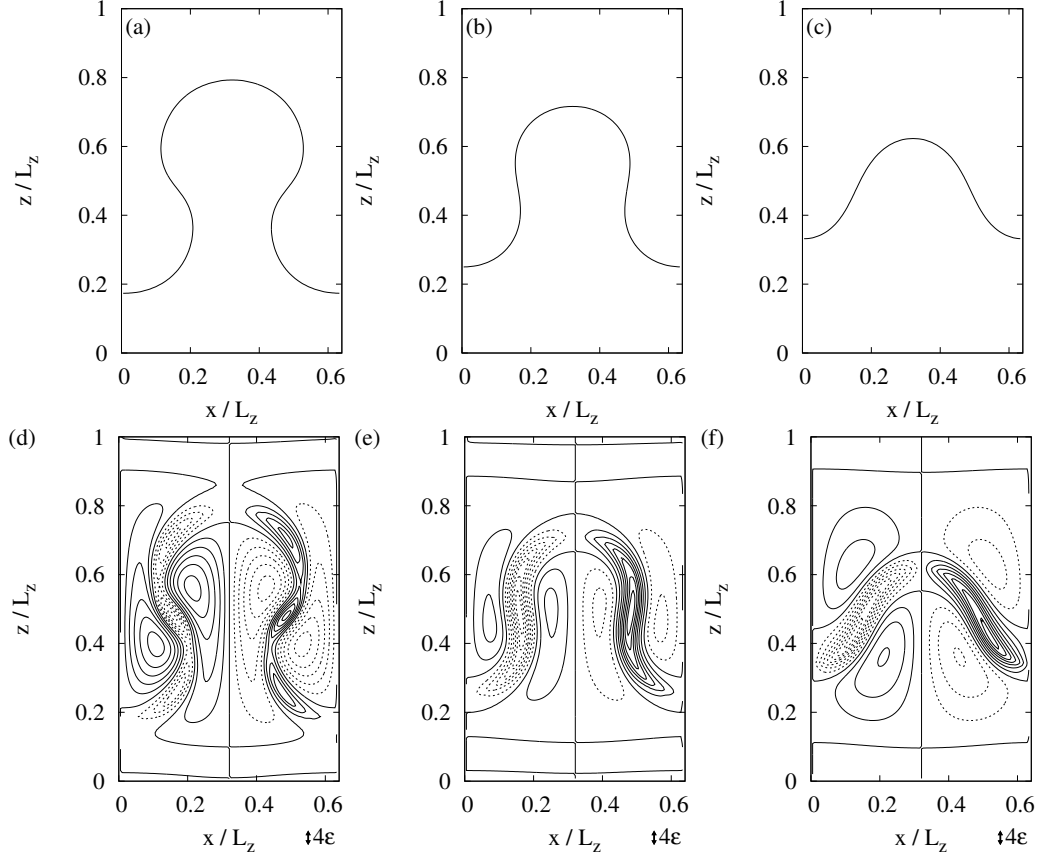 (a) (b) (c)
1 1 1
0.8 0.8 0.8
0.6 0.6 0.6
z / L_z z / L_z z / L_z
0.4 0.4 0.4
0.2 0.2 0.2
0 0 0
0 0.2 0.4 0.6 0 0.2 0.4 0.6 0 0.2 0.4 0.6
x / L_z x / L_z x / L_z
(d) (e) (f)
1 1 1
0.8 0.8 0.8
0.6 0.6 0.6
z / L_z z / L_z z / L_z
0.4 0.4 0.4
0.2 0.2 0.2
0 0 0
0 0.2 0.4 0.6 0 0.2 0.4 0.6 0 0.2 0.4 0.6
x / L_z ↕4ε x / L_z ↕4ε x / L_z ↕4ε